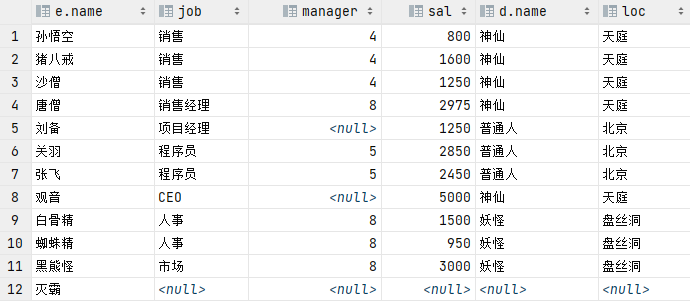 e.name job manager sal d.name loc
1 孙悟空 销售 4 800 神仙 天庭
2 猪八戒 销售 4 1600 神仙 天庭
3 沙僧 销售 4 1250 神仙 天庭
4 唐僧 销售经理 8 2975 神仙 天庭
5 刘备 项目经理 <null> 1250 普通人 北京
6 关羽 程序员 5 2850 普通人 北京
7 张飞 程序员 5 2450 普通人 北京
8 观音 CEO <null> 5000 神仙 天庭
9 白骨精 人事 8 1500 妖怪 盘丝洞
10 蜘蛛精 人事 8 950 妖怪 盘丝洞
11 黑熊怪 市场 8 3000 妖怪 盘丝洞
12 灭霸 <null> <null> <null> <null> <null>